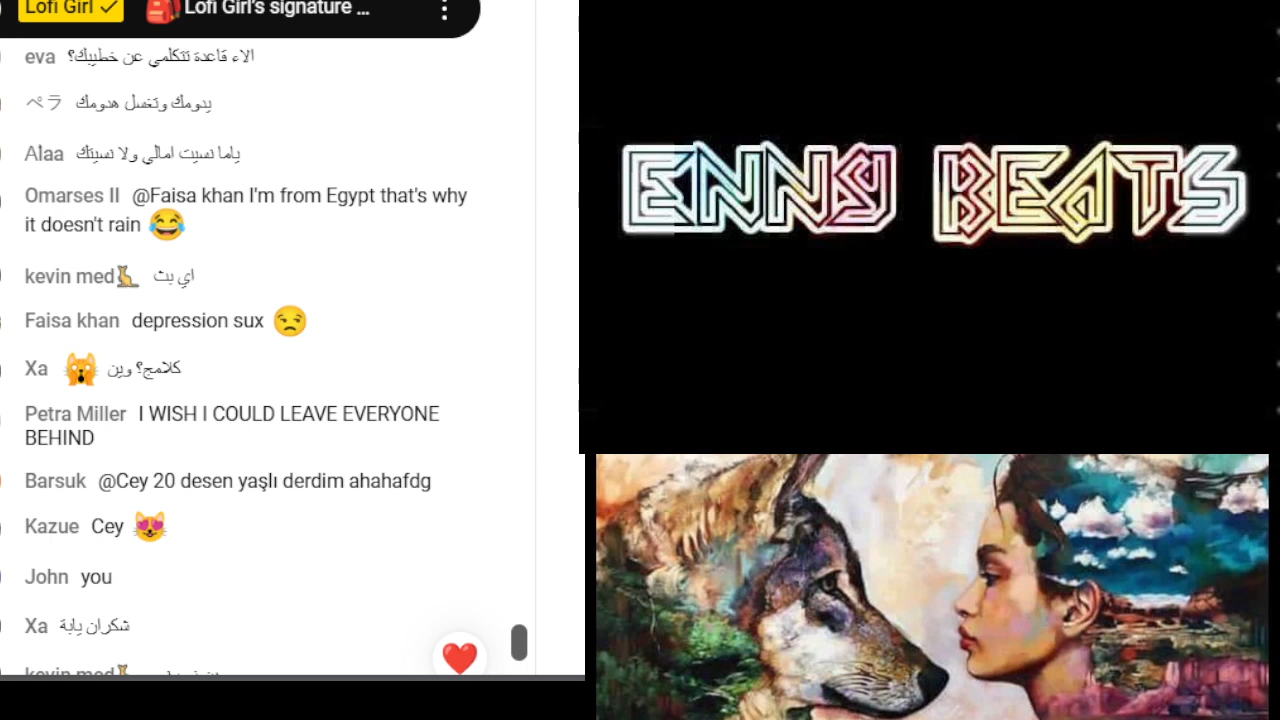 Lofi Girl Lofi Girl's signature ...
eva الاء قاعدة تتكلمي عن خطيبك؟
ペラ يدومك وتغسل هدومك
Alaa ياما نسيت امالي ولا نسيتك
Omarses II @Faisa khan I'm from Egypt that's why
it doesn't rain 😂
kevin med اي بث
Faisa khan depression sux 😒
Xa 🙀 كلامج؟ وين
Petra Miller I WISH I COULD LEAVE EVERYONE
BEHIND
Barsuk @Cey 20 desen yaşlı derdim ahahafdg
Kazue Cey 😻
John you
Xa شكران يابة
kevin med
ENNY BEATS